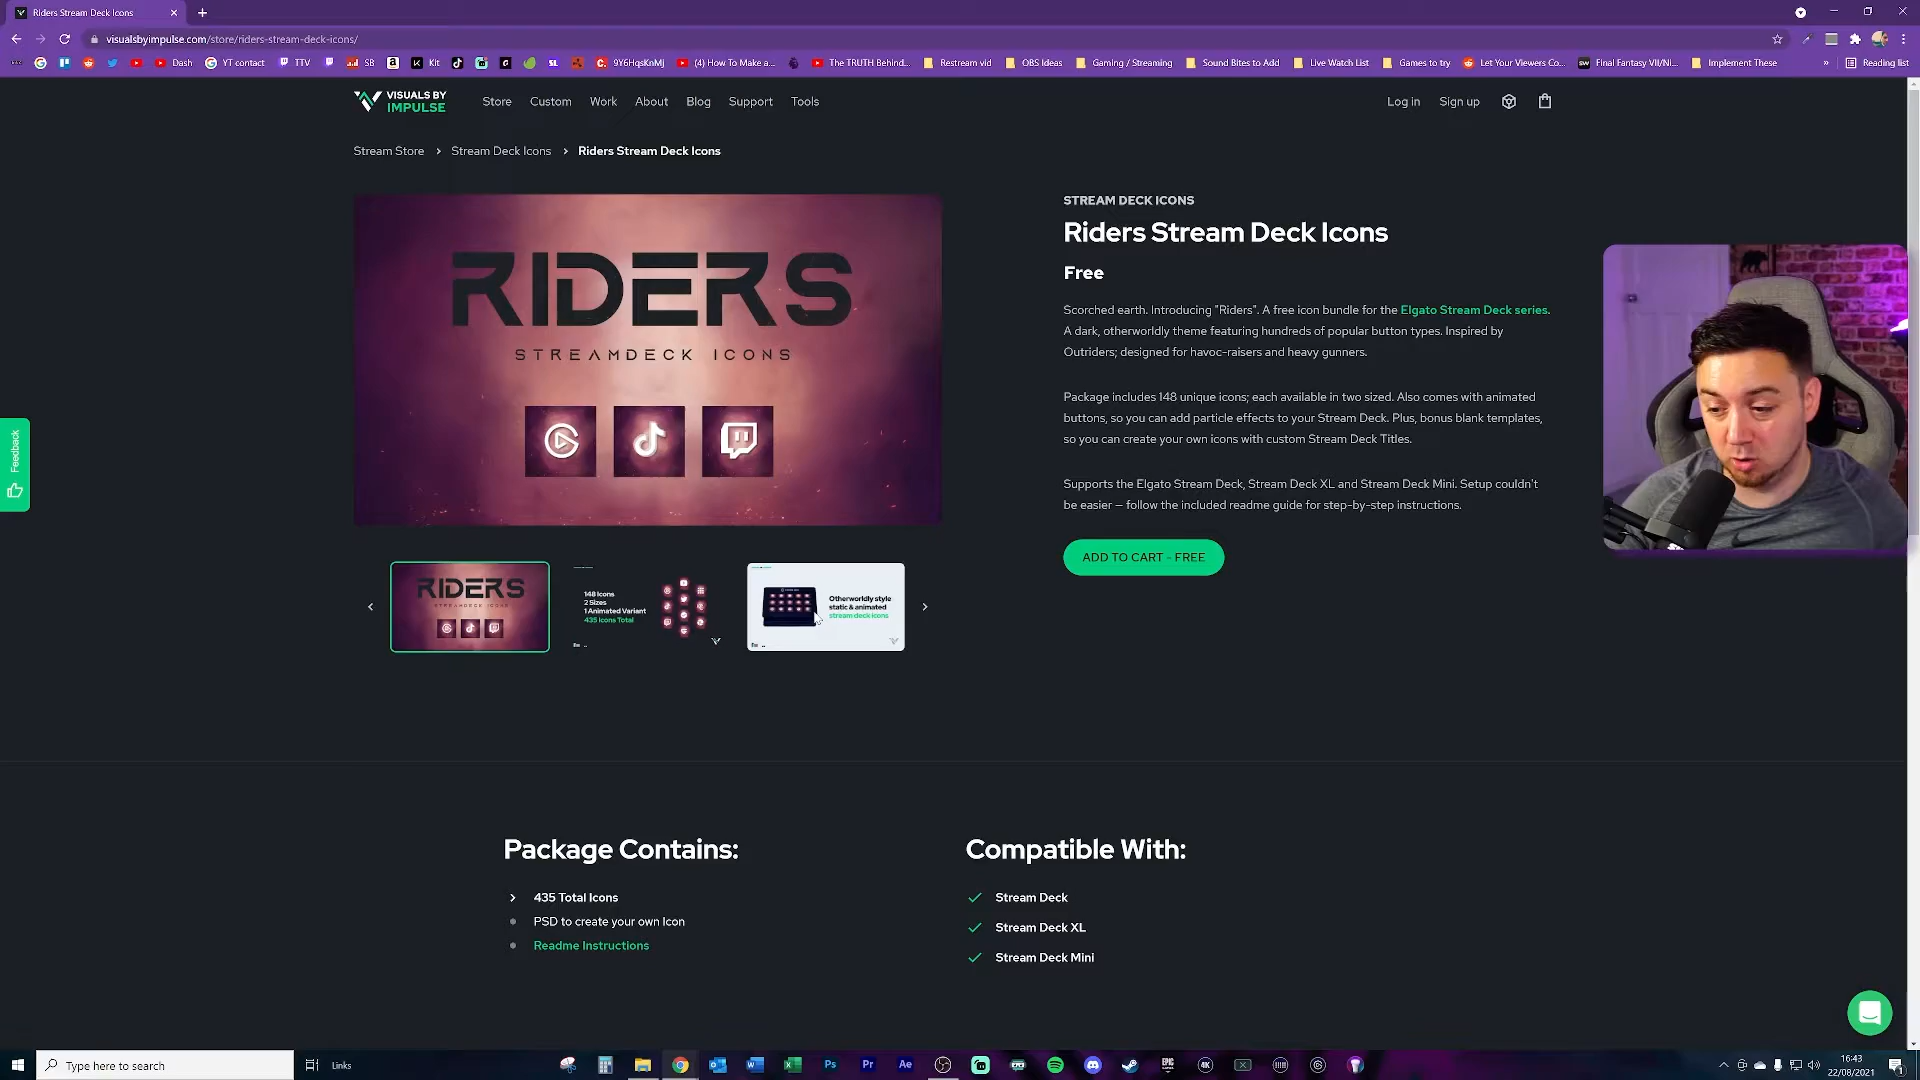 Riders Stream Deck Icons
visualsbyimpulse.com/store/riders-stream-deck-icons/
Dash
YT contact
TTV
SB
Kit
9Y6HqsKnMJ
(4) How To Make a...
The TRUTH Behind...
Restream vid
OBS Ideas
Gaming / Streaming
Sound Bites to Add
Live Watch List
Games to try
Let Your Viewers Co...
Final Fantasy VII/Ni...
Implement These
»
Reading list
VISUALS BY
IMPULSE
Store
Custom
Work
About
Blog
Support
Tools
Log in
Sign up
Stream Store > Stream Deck Icons > Riders Stream Deck Icons
RIDERS
STREAMDECK ICONS
STREAM DECK ICONS
Riders Stream Deck Icons
Free
Scorched earth. Introducing "Riders". A free icon bundle for the Elgato Stream Deck series.
A dark, otherworldly theme featuring hundreds of popular button types. Inspired by
Outriders; designed for havoc-raisers and heavy gunners.
Package includes 148 unique icons; each available in two sized. Also comes with animated
buttons, so you can add particle effects to your Stream Deck. Plus, bonus blank templates,
so you can create your own icons with custom Stream Deck Titles.
Supports the Elgato Stream Deck, Stream Deck XL and Stream Deck Mini. Setup couldn't
be easier – follow the included readme guide for step-by-step instructions.
ADD TO CART - FREE
Feedback
RIDERS
STREAMDECK ICONS
148 Icons
2 Sizes
1 Animated Variant
435 Icons Total
Otherworldly style
static & animated
stream deck icons
Package Contains:
435 Total Icons
PSD to create your own Icon
Readme Instructions
Compatible With:
Stream Deck
Stream Deck XL
Stream Deck Mini
Type here to search
Links
16:43
22/08/2021